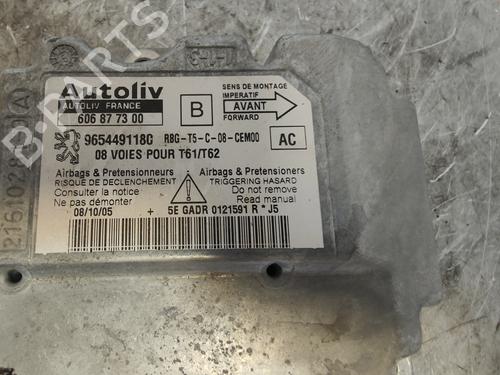 Autoliv
AUTOLIV FRANCE
606 87 73 00
B
SENS DE MONTAGE
IMPERATIF
AVANT
FORWARD
9654491180 RBG-T5-C-08-CEM00
AC
08 VOIES POUR T61/T62
Airbags & Pretensionneurs
RISQUE DE DECLENCHEMENT
Consulter la notice
Ne pas démonter
Airbags & Pretensioners
TRIGGERING HASARD
Do not remove
Read manual
08/10/05 + 5E GADR 0121591 R * J5
B-PARTS